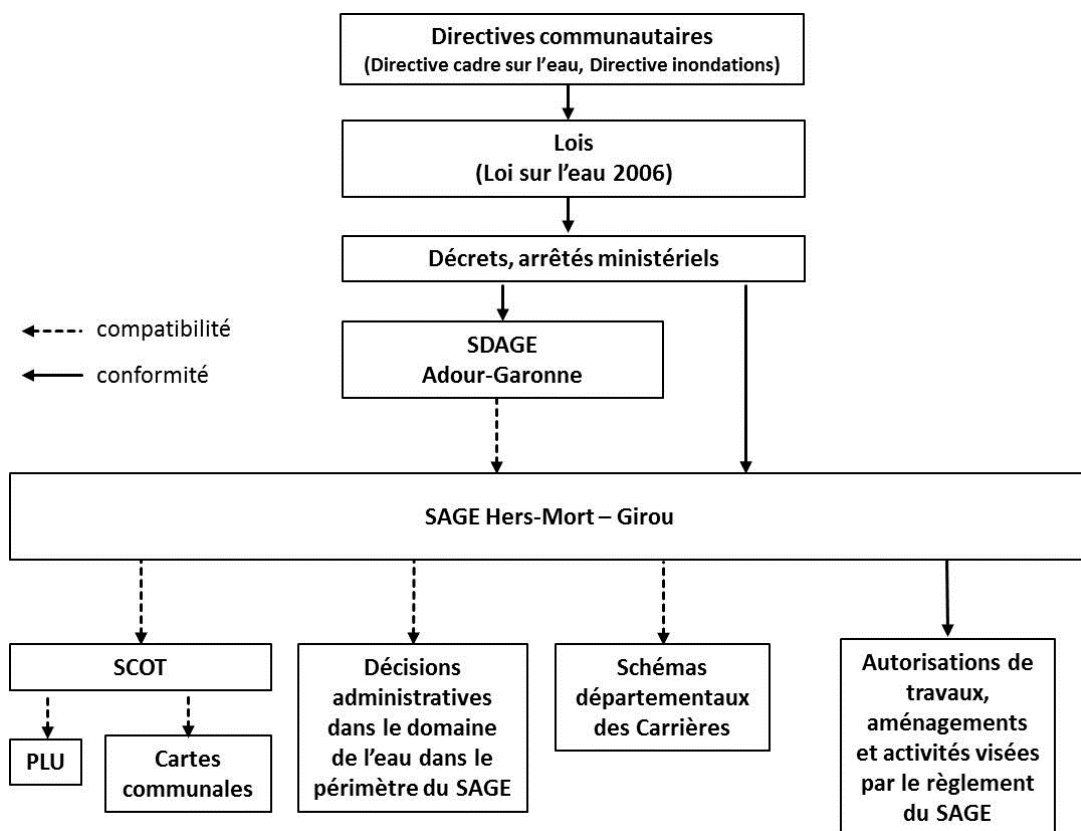 Directives communautaires
(Directive cadre sur l’eau, Directive inondations)
Lois
(Loi sur l’eau 2006)
Décrets, arrêtés ministériels
compatibilité
conformité
SDAGE
Adour-Garonne
SAGE Hers-Mort – Girou
SCOT
PLU
Cartes
communales
Décisions
administratives
dans le domaine
de l’eau dans le
périmètre du SAGE
Schémas
départementaux
des Carrières
Autorisations de
travaux,
aménagements
et activités visées
par le règlement
du SAGE